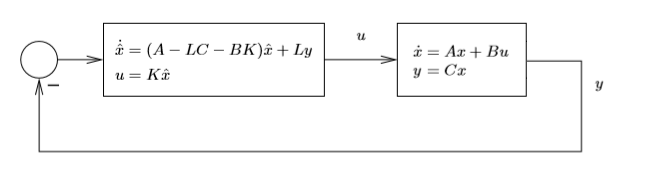 u
ẋ̂ = (A − LC − BK)x̂ + Ly
u = Kx̂
ẋ = Ax + Bu
y = Cx
y
−